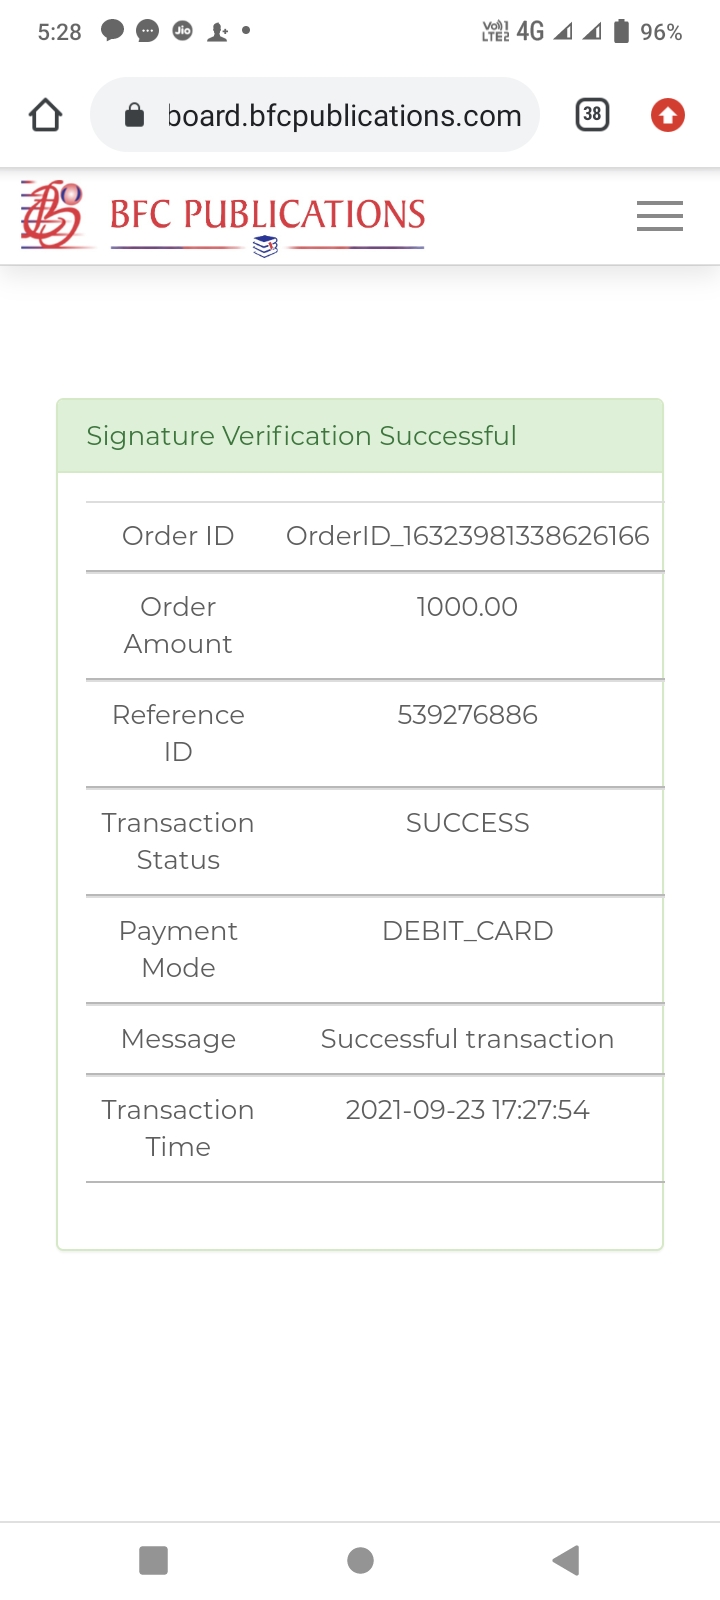 5:28 Jio Vo)) 1 LTE2 4G 96%
board.bfcpublications.com 38
BFC PUBLICATIONS
Signature Verification Successful
Order ID OrderID_16323981338626166
Order 1000.00
Amount
Reference 539276886
ID
Transaction SUCCESS
Status
Payment DEBIT_CARD
Mode
Message Successful transaction
Transaction 2021-09-23 17:27:54
Time